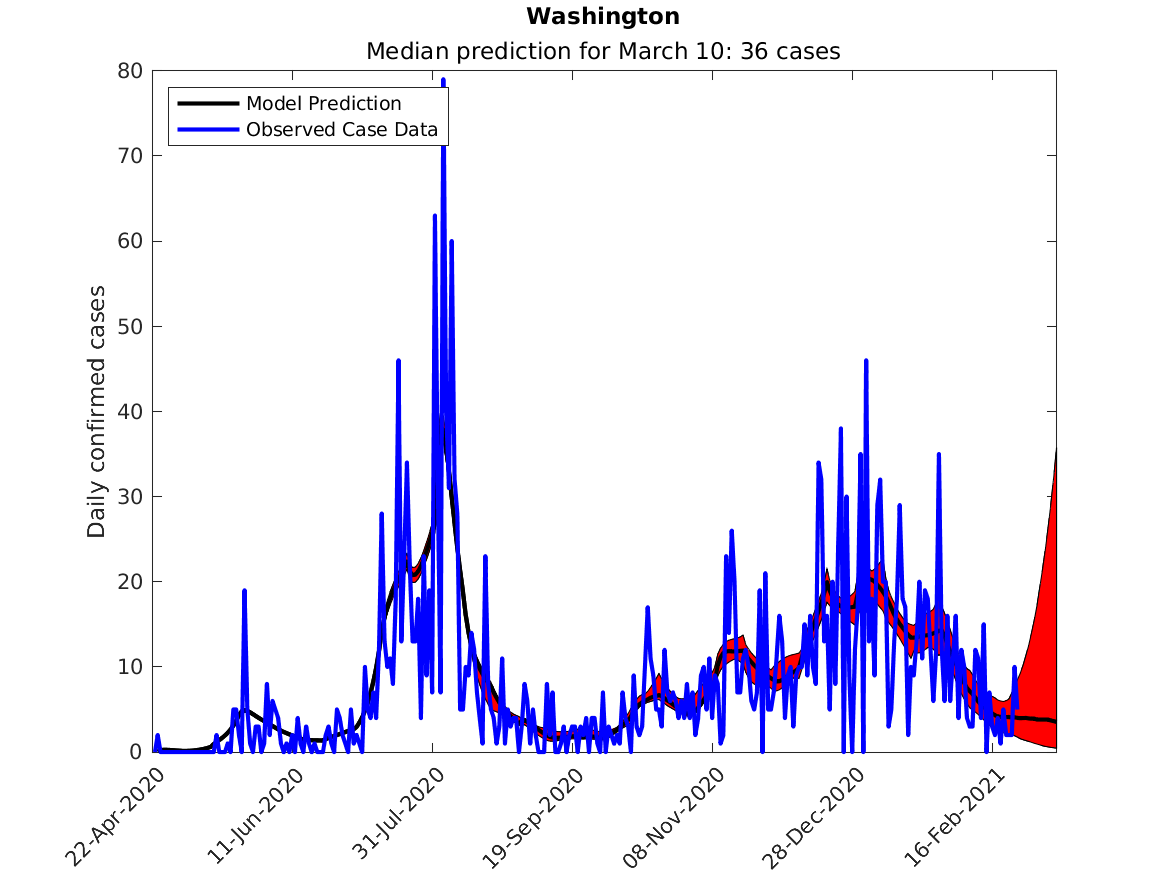 Washington
Median prediction for March 10: 36 cases
Model Prediction
Observed Case Data
Daily confirmed cases
80
70
60
50
40
30
20
10
0
22-Apr-2020
11-Jun-2020
31-Jul-2020
19-Sep-2020
08-Nov-2020
28-Dec-2020
16-Feb-2021